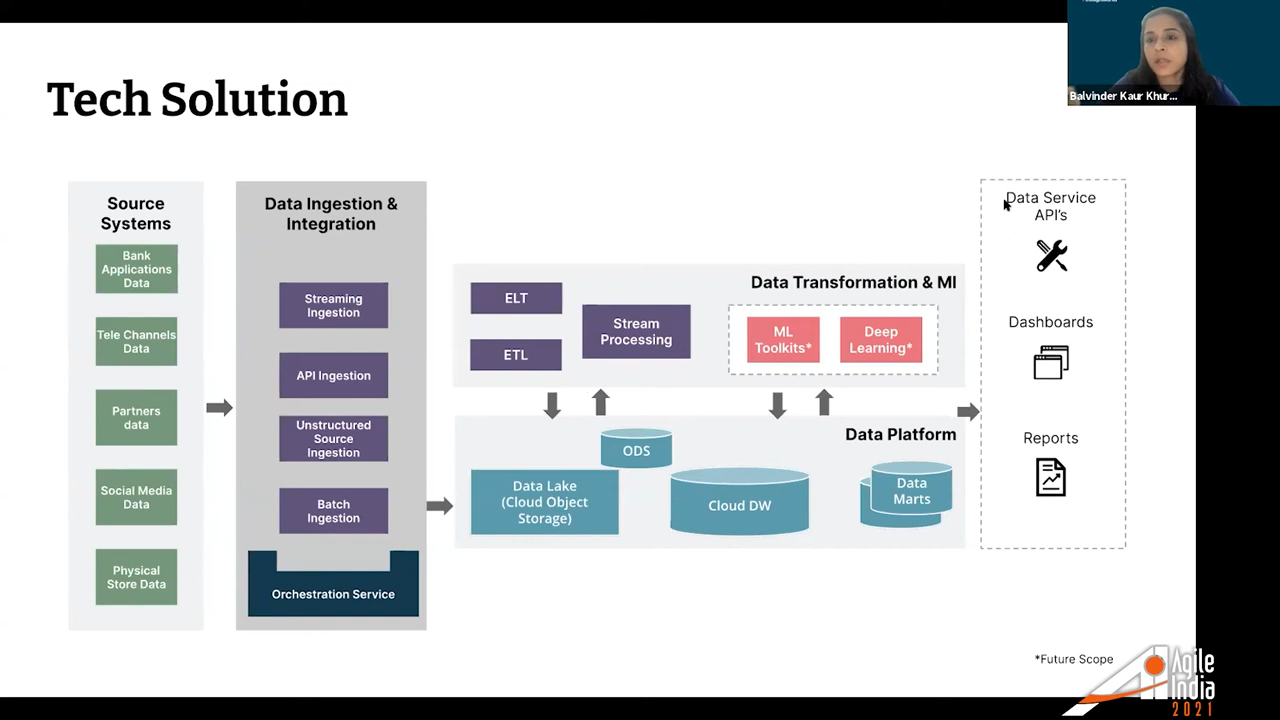 Tech Solution
Balvinder Kaur Khur...
Source
Systems
Bank
Applications
Data
Tele Channels
Data
Partners
data
Social Media
Data
Physical
Store Data
Data Ingestion &
Integration
Streaming
Ingestion
API Ingestion
Unstructured
Source
Ingestion
Batch
Ingestion
Orchestration Service
Data Transformation & MI
ELT
ETL
Stream
Processing
ML
Toolkits*
Deep
Learning*
Data Platform
ODS
Data Lake
(Cloud Object
Storage)
Cloud DW
Data
Marts
Data Service
API's
Dashboards
Reports
*Future Scope
Agile
India
2021